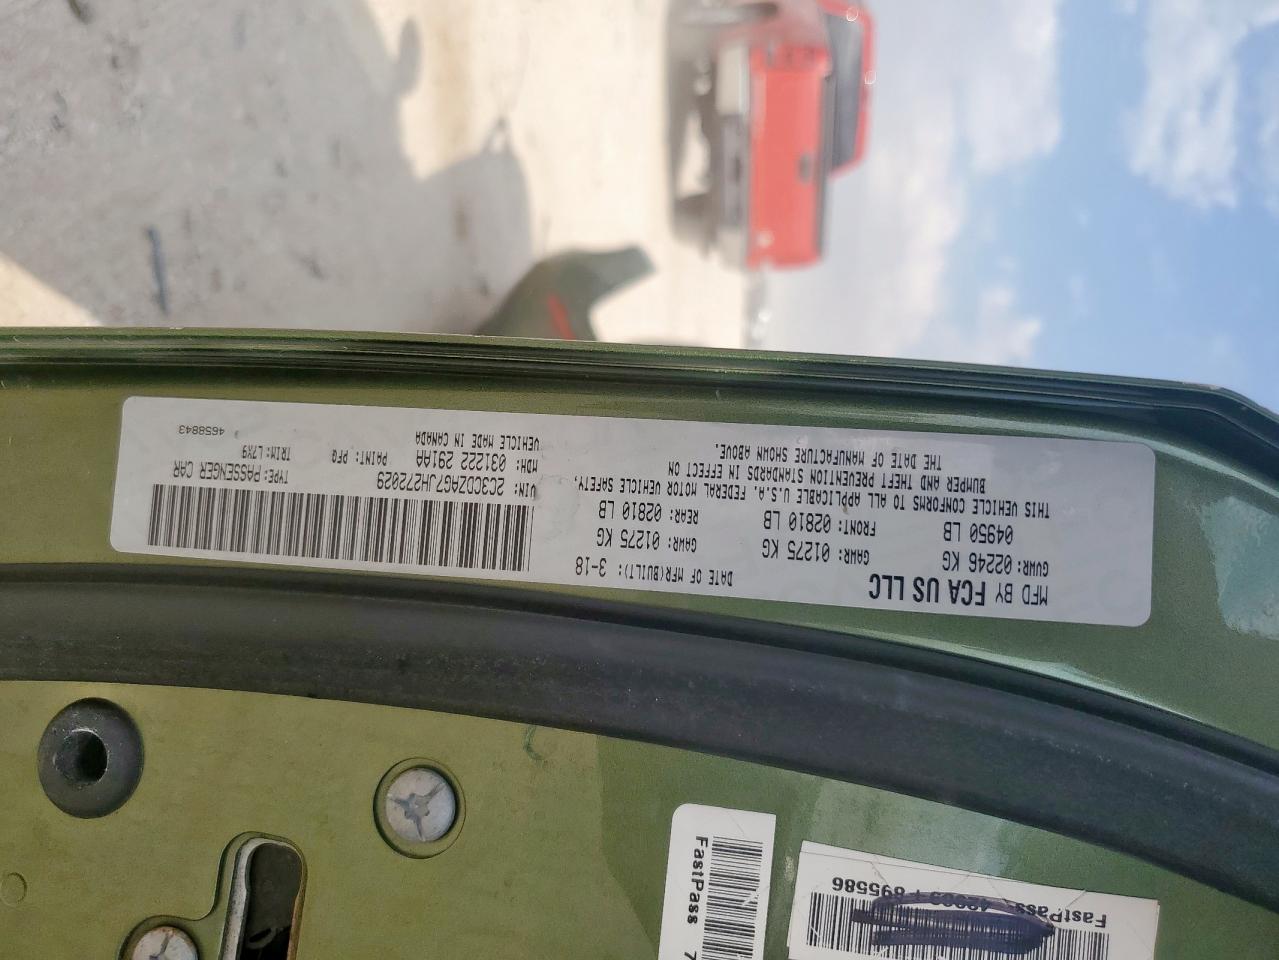 MFD BY FCA US LLC
DATE OF MFR(BUILT): 3-18
GVWR: 02246 KG
04950 LB
GAWR: 01275 KG
FRONT: 02810 LB
GAWR: 01275 KG
REAR: 02810 LB
THIS VEHICLE CONFORMS TO ALL APPLICABLE U.S.A. FEDERAL MOTOR VEHICLE SAFETY,
BUMPER AND THEFT PREVENTION STANDARDS IN EFFECT ON
THE DATE OF MANUFACTURE SHOWN ABOVE.
VIN: 2C3CDZAG7JH272029
TYPE: PASSENGER CAR
MDH: 031222 291AA
PAINT: PFQ
TRIM: L7X9
VEHICLE MADE IN CANADA
4658843
FastPass 7
FastPass
895586